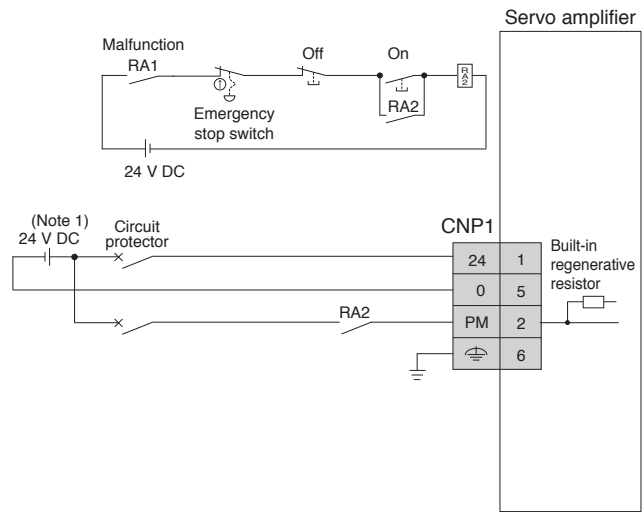 Servo amplifier
Malfunction
RA1
Off
On
RA2
RA2
Emergency
stop switch
24 V DC
(Note 1)
24 V DC
Circuit
protector
CNP1
24
1
0
5
RA2
PM
2
6
Built-in
regenerative
resistor